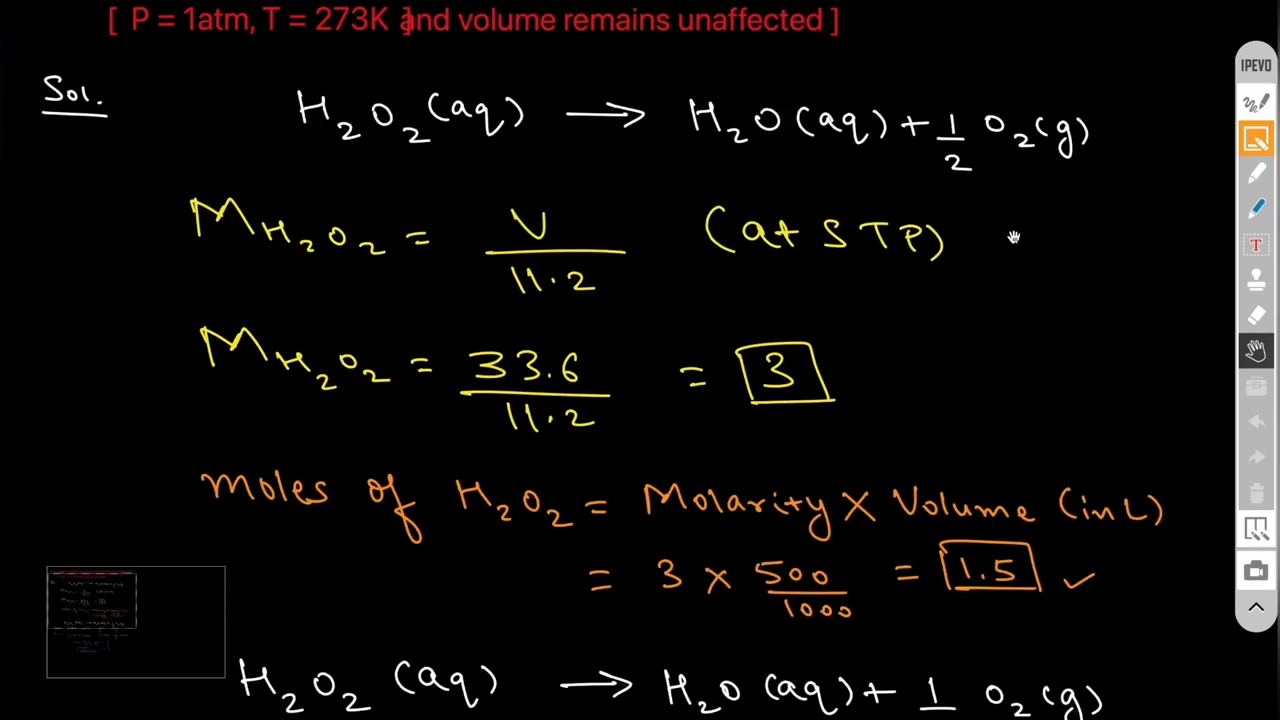 [ P = 1atm, T = 273K and volume remains unaffected ]
Sol.
H₂O₂ (aq) ⟶ H₂O (aq) + 1/2 O₂ (g)
M H₂O₂ = V/11.2 (at STP)
M H₂O₂ = 33.6/11.2 = 3
moles of H₂O₂ = Molarity X Volume (in L)
= 3 × 500/1000 = 1.5 ✓
H₂O₂ (aq) ⟶ H₂O (aq) + 1 O₂ (g)
IPEVO
T